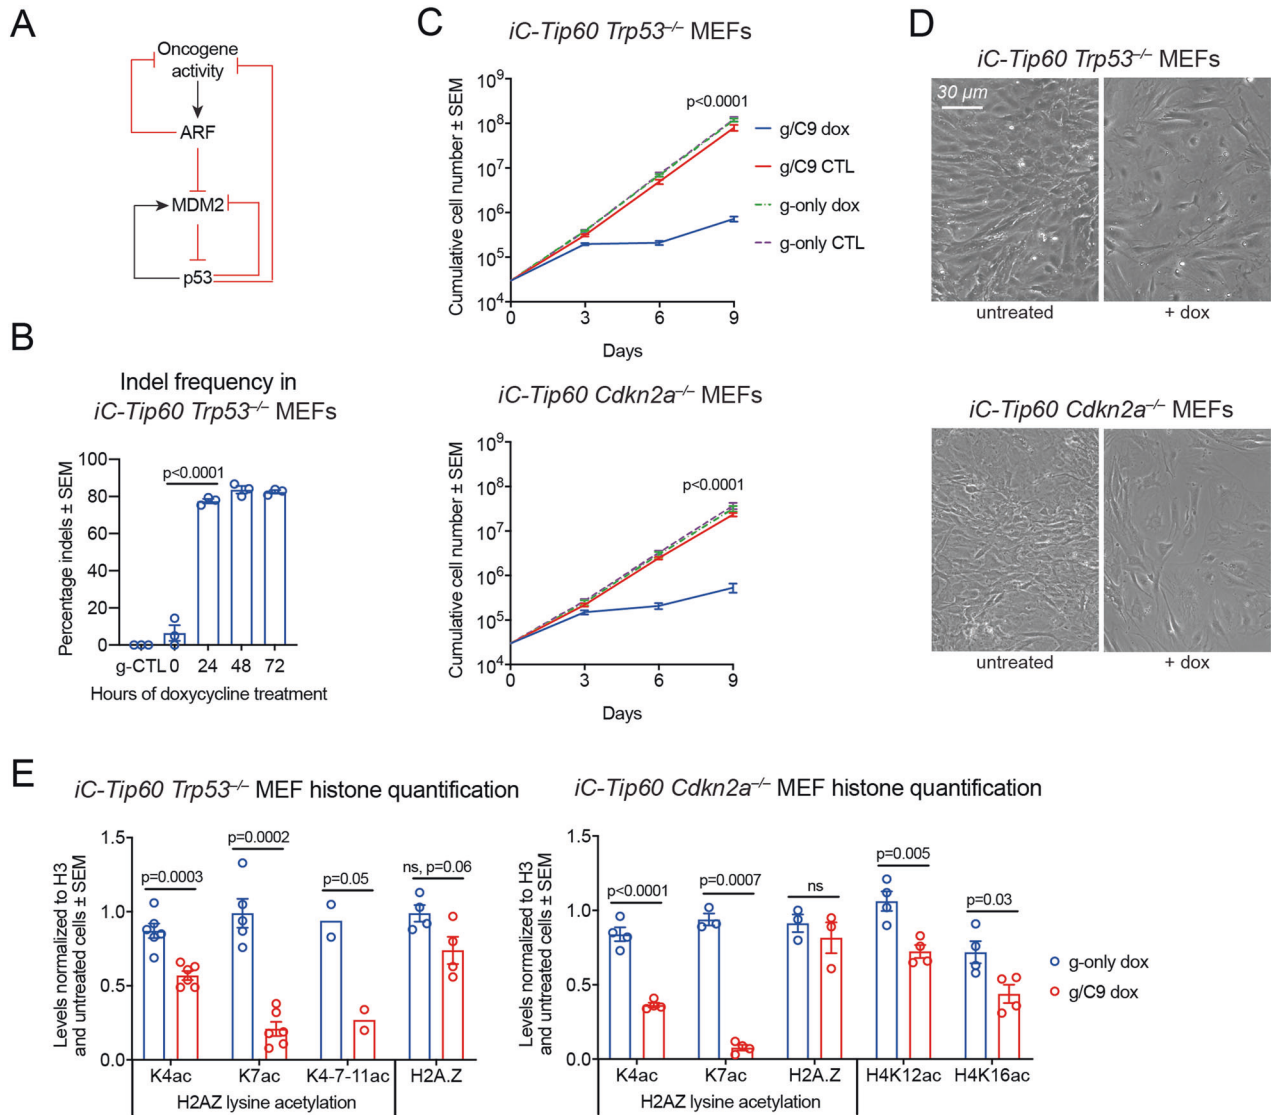 A
Oncogene
activity
ARF
MDM2
p53
B
Indel frequency in
iC-Tip60 Trp53–/– MEFs
Percentage indels ± SEM
100
80
60
40
20
0
p<0.0001
g-CTL 0 24 48 72
Hours of doxycycline treatment
C
iC-Tip60 Trp53–/– MEFs
Cumulative cell number ± SEM
10⁹
10⁸
10⁷
10⁶
10⁵
10⁴
p<0.0001
0 3 6 9
Days
g/C9 dox
g/C9 CTL
g-only dox
g-only CTL
iC-Tip60 Cdkn2a–/– MEFs
Cumulative cell number ± SEM
10⁹
10⁸
10⁷
10⁶
10⁵
10⁴
p<0.0001
0 3 6 9
Days
D
iC-Tip60 Trp53–/– MEFs
30 µm
untreated + dox
iC-Tip60 Cdkn2a–/– MEFs
untreated + dox
E
iC-Tip60 Trp53–/– MEF histone quantification
Levels normalized to H3
and untreated cells ± SEM
1.5
1.0
0.5
0.0
p=0.0003
p=0.0002
p=0.05
ns, p=0.06
K4ac K7ac K4-7-11ac H2A.Z
H2AZ lysine acetylation
iC-Tip60 Cdkn2a–/– MEF histone quantification
Levels normalized to H3
and untreated cells ± SEM
1.5
1.0
0.5
0.0
p<0.0001
p=0.0007
ns
p=0.005
p=0.03
K4ac K7ac H2A.Z H4K12ac H4K16ac
H2AZ lysine acetylation
g-only dox
g/C9 dox